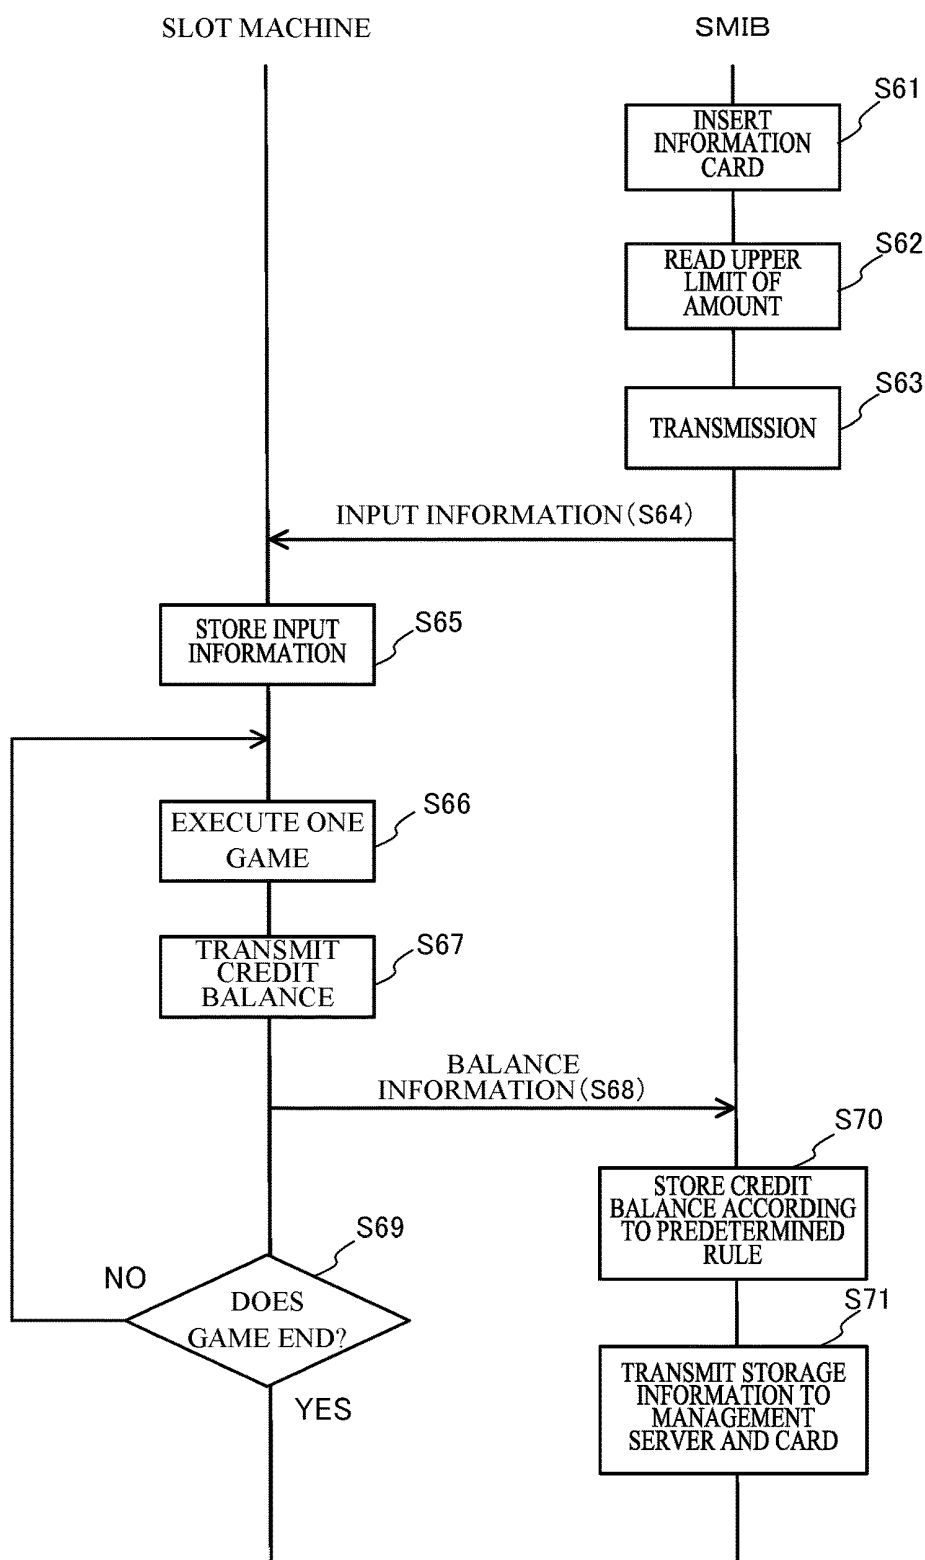 SLOT MACHINE
SMIB
S61
INSERT
INFORMATION
CARD
S62
READ UPPER
LIMIT OF
AMOUNT
S63
TRANSMISSION
INPUT INFORMATION(S64)
S65
STORE INPUT
INFORMATION
S66
EXECUTE ONE
GAME
S67
TRANSMIT
CREDIT
BALANCE
BALANCE
INFORMATION(S68)
S70
STORE CREDIT
BALANCE ACCORDING
TO PREDETERMINED
RULE
S69
NO
DOES
GAME END?
YES
S71
TRANSMIT STORAGE
INFORMATION TO
MANAGEMENT
SERVER AND CARD